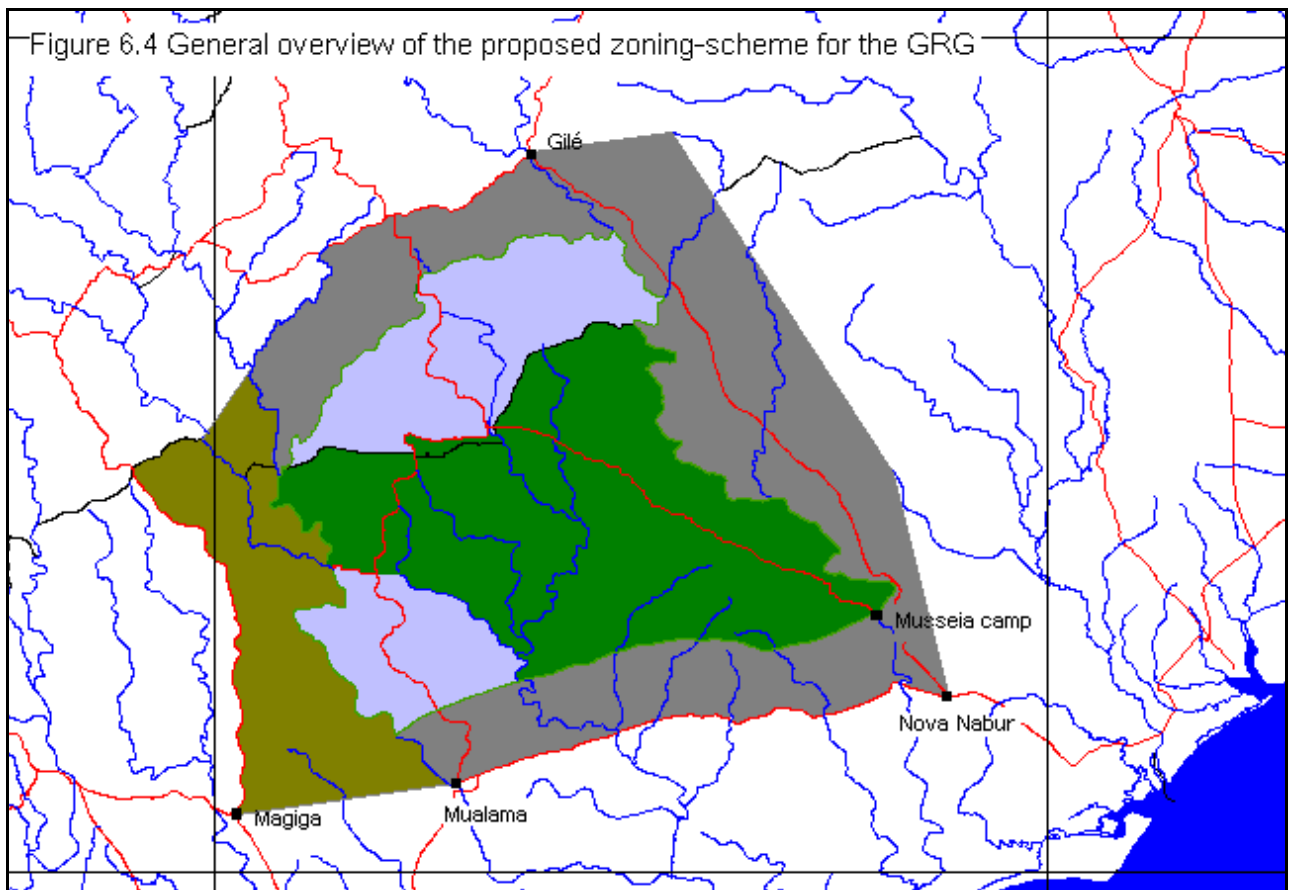 Figure 6.4 General overview of the proposed zoning-scheme for the GRG
Gilé
Musseia camp
Nova Nabur
Mualama
Magiga